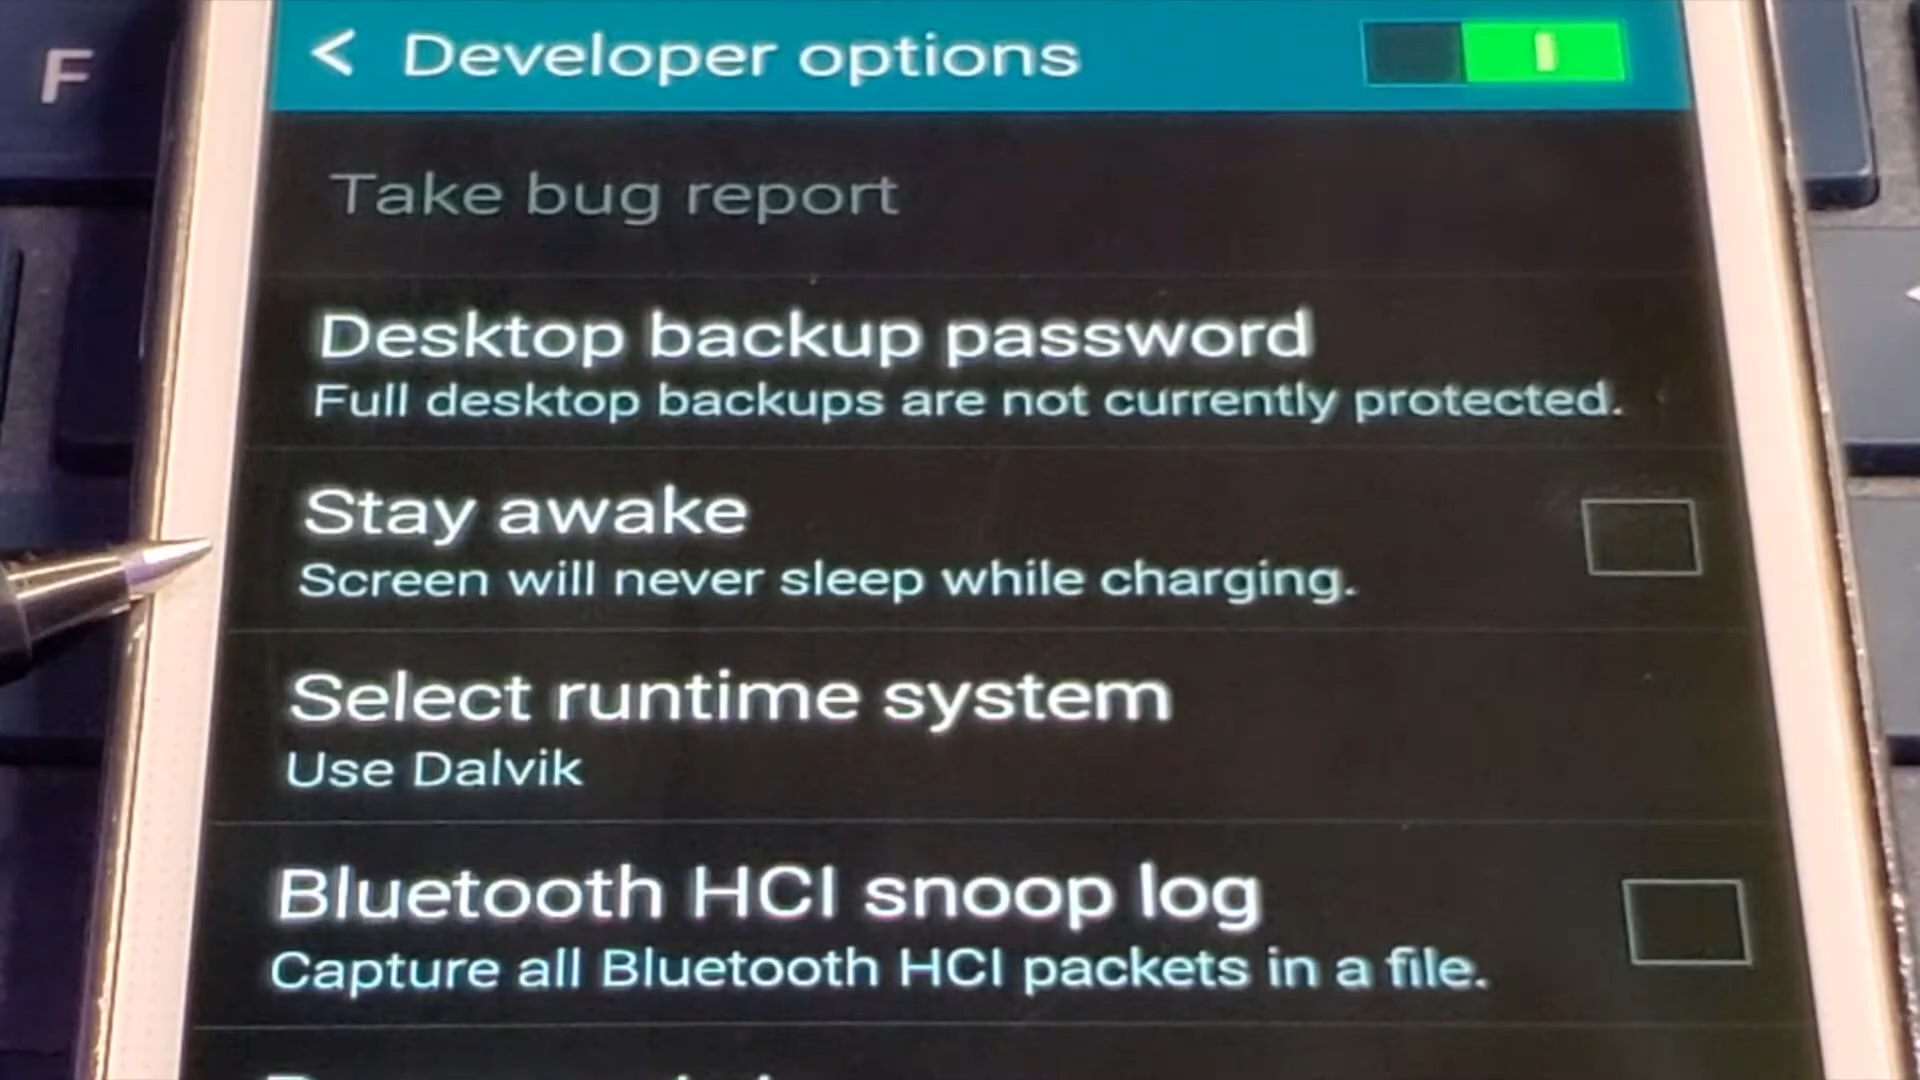 F
Developer options
Take bug report
Desktop backup password
Full desktop backups are not currently protected.
Stay awake
Screen will never sleep while charging.
Select runtime system
Use Dalvik
Bluetooth HCI snoop log
Capture all Bluetooth HCI packets in a file.